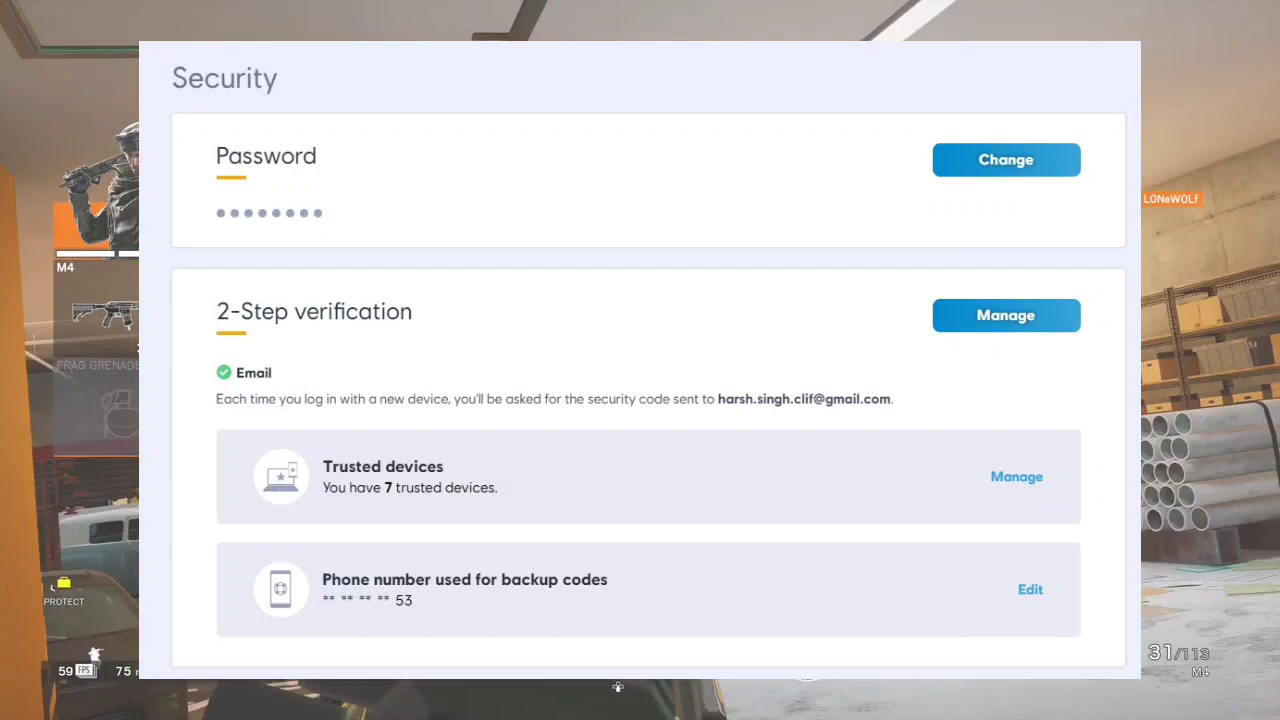 Security
Password
Change
LONeWOLf
M4
2-Step verification
Manage
FRAG GRENADE
Email
Each time you log in with a new device, you'll be asked for the security code sent to harsh.singh.clif@gmail.com.
Trusted devices
You have 7 trusted devices.
Manage
Phone number used for backup codes
** ** ** ** 53
Edit
PROTECT
59 FPS 75
31/113
M4